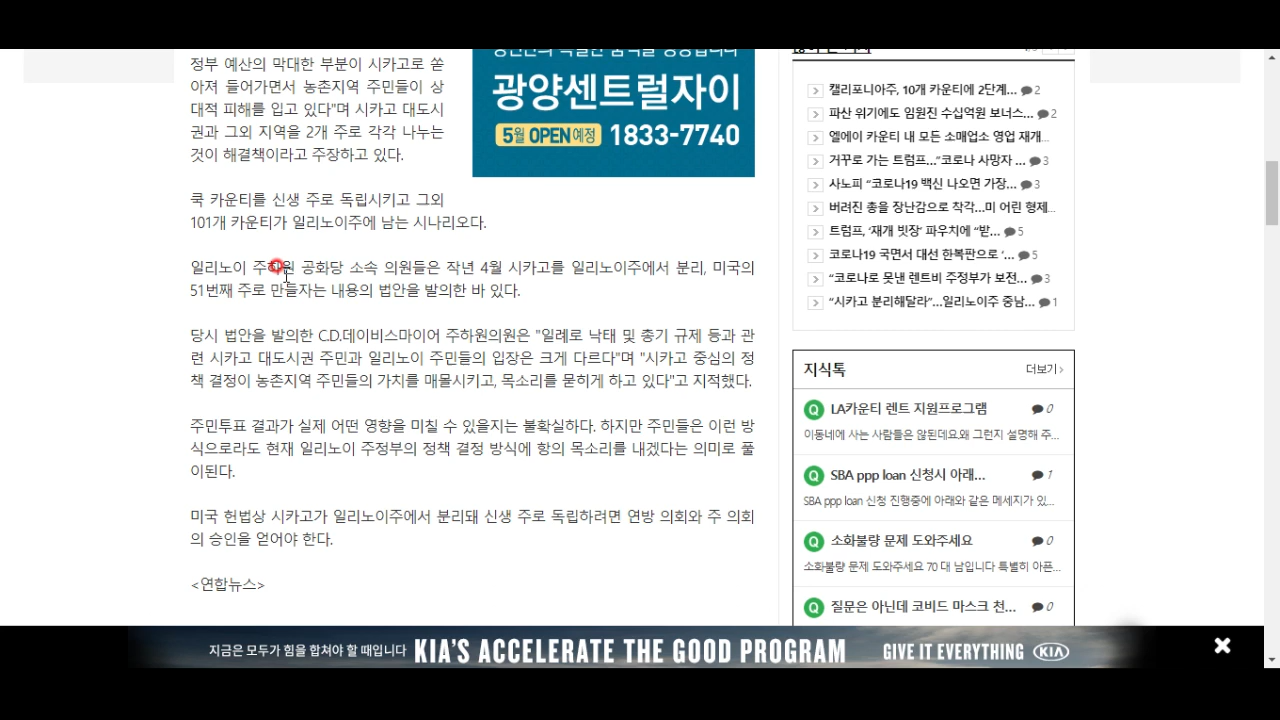 정부 예산의 막대한 부분이 시카고로 쏟
아져 들어가면서 농촌지역 주민들이 상
대적 피해를 입고 있다"며 시카고 대도시
권과 그외 지역을 2개 주로 각각 나누는
것이 해결책이라고 주장하고 있다.
쿡 카운티를 신생 주로 독립시키고 그외
101개 카운티가 일리노이주에 남는 시나리오다.
일리노이 주하원 공화당 소속 의원들은 작년 4월 시카고를 일리노이주에서 분리, 미국의
51번째 주로 만들자는 내용의 법안을 발의한 바 있다.
당시 법안을 발의한 C.D.데이비스마이어 주하원의원은 "일례로 낙태 및 총기 규제 등과 관
련 시카고 대도시권 주민과 일리노이 주민들의 입장은 크게 다르다"며 "시카고 중심의 정
책 결정이 농촌지역 주민들의 가치를 매몰시키고, 목소리를 묻히게 하고 있다"고 지적했다.
주민투표 결과가 실제 어떤 영향을 미칠 수 있을지는 불확실하다. 하지만 주민들은 이런 방
식으로라도 현재 일리노이 주정부의 정책 결정 방식에 항의 목소리를 내겠다는 의미로 풀
이된다.
미국 헌법상 시카고가 일리노이주에서 분리돼 신생 주로 독립하려면 연방 의회와 주 의회
의 승인을 얻어야 한다.
<연합뉴스>
광양센트럴자이
5월 OPEN예정 1833-7740
캘리포니아주, 10개 카운티에 2단계... 2
파산 위기에도 임원진 수십억원 보너스... 2
엘에이 카운티 내 모든 소매업소 영업 재개...
거꾸로 가는 트럼프..."코로나 사망자 ... 3
사노피 "코로나19 백신 나오면 가장... 3
버려진 총을 장난감으로 착각...미 어린 형제...
트럼프, '재개 빗장' 파우치에 "받... 5
코로나19 국면서 대선 한복판으로 '... 5
"코로나로 못낸 렌트비 주정부가 보전... 3
"시카고 분리해달라"...일리노이주 중남... 1
지식톡 더보기 >
Q LA카운티 렌트 지원프로그램 0
이동네에 사는 사람들은 않된데요.왜 그런지 설명해 주...
Q SBA ppp loan 신청시 아래... 1
SBA ppp loan 신청 진행중에 아래와 같은 메세지가 있...
Q 소화불량 문제 도와주세요 0
소화불량 문제 도와주세요 70 대 남입니다 특별히 아픈...
Q 질문은 아닌데 코비드 마스크 천... 0
지금은 모두가 힘을 합쳐야 할 때입니다 KIA'S ACCELERATE THE GOOD PROGRAM GIVE IT EVERYTHING KIA